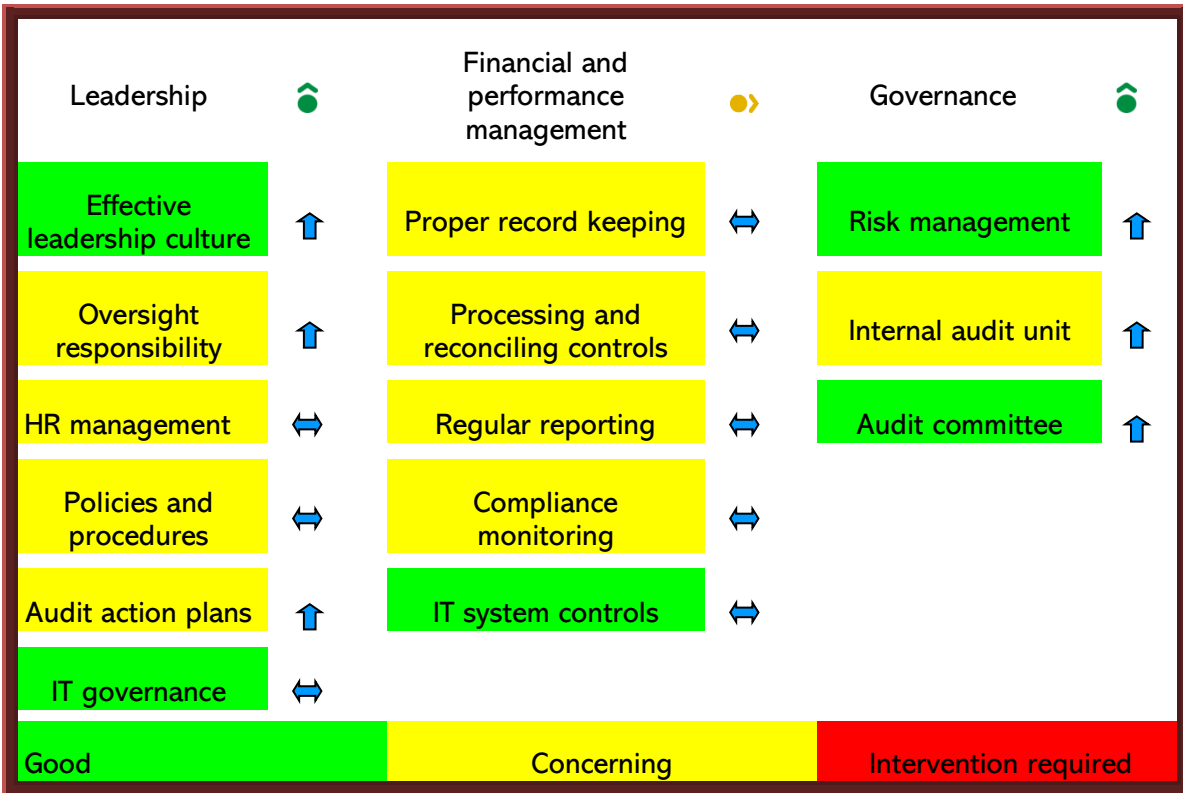 Leadership
Financial and
performance
management
Governance
Effective
leadership culture
Proper record keeping
Risk management
Oversight
responsibility
Processing and
reconciling controls
Internal audit unit
HR management
Regular reporting
Audit committee
Policies and
procedures
Compliance
monitoring
Audit action plans
IT system controls
IT governance
Good
Concerning
Intervention required